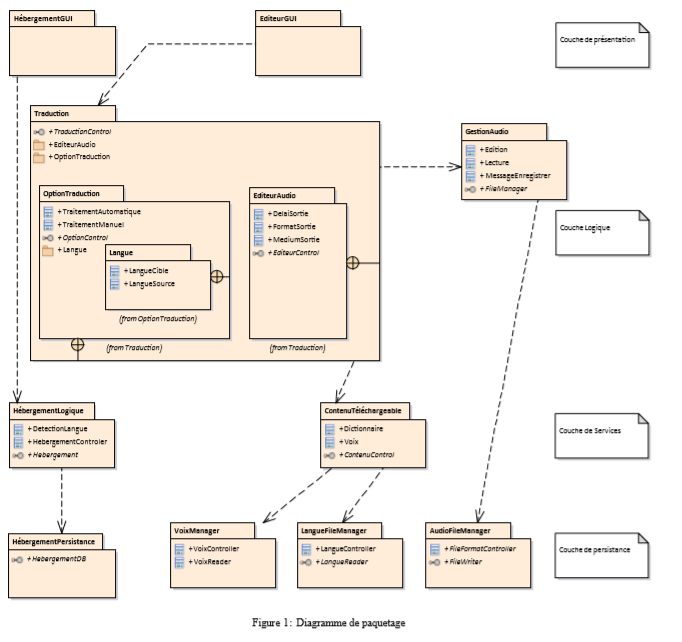 HébergementGUI
EditeurGUI
Couche de présentation
Traduction
+ TraductionControl
+ EditeurAudio
+ OptionTraduction
GestionAudio
+ Edition
+ Lecture
+ MessageEnregistrer
+ FileManager
OptionTraduction
+ TraitementAutomatique
+ TraitementManuel
+ OptionControl
+ Langue
EditeurAudio
+ DelaiSortie
+ FormatSortie
+ MediumSortie
+ EditeurControl
Couche Logique
Langue
+ LangueCible
+ LangueSource
(from OptionTraduction)
(from Traduction)
(from Traduction)
HébergementLogique
+ DetectionLangue
+ HebergementControler
+ Hebergement
ContenuTéléchargeable
+ Dictionnaire
+ Voix
+ ContenuControl
Couche de Services
HébergementPersistance
+ HebergementDB
VoixManager
+ VoixController
+ VoixReader
LangueFileManager
+ LangueController
+ LangueReader
AudioFileManager
+ FileFormatController
+ FileWriter
Couche de persistance
Figure 1: Diagramme de paquetage